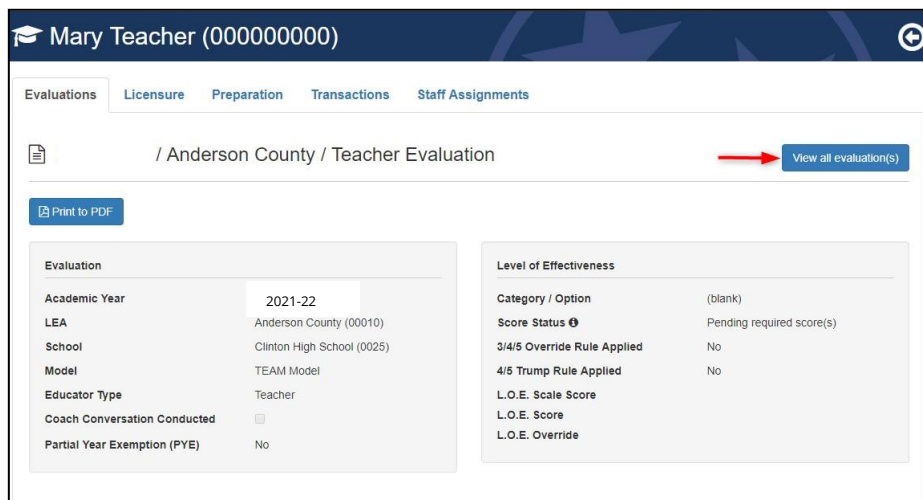 Mary Teacher (000000000)
Evaluations Licensure Preparation Transactions Staff Assignments
/ Anderson County / Teacher Evaluation
View all evaluation(s)
Print to PDF
Evaluation
Academic Year 2021-22
LEA Anderson County (00010)
School Clinton High School (0025)
Model TEAM Model
Educator Type Teacher
Coach Conversation Conducted
Partial Year Exemption (PYE) No
Level of Effectiveness
Category / Option (blank)
Score Status Pending required score(s)
3/4/5 Override Rule Applied No
4/5 Trump Rule Applied No
L.O.E. Scale Score
L.O.E. Score
L.O.E. Override